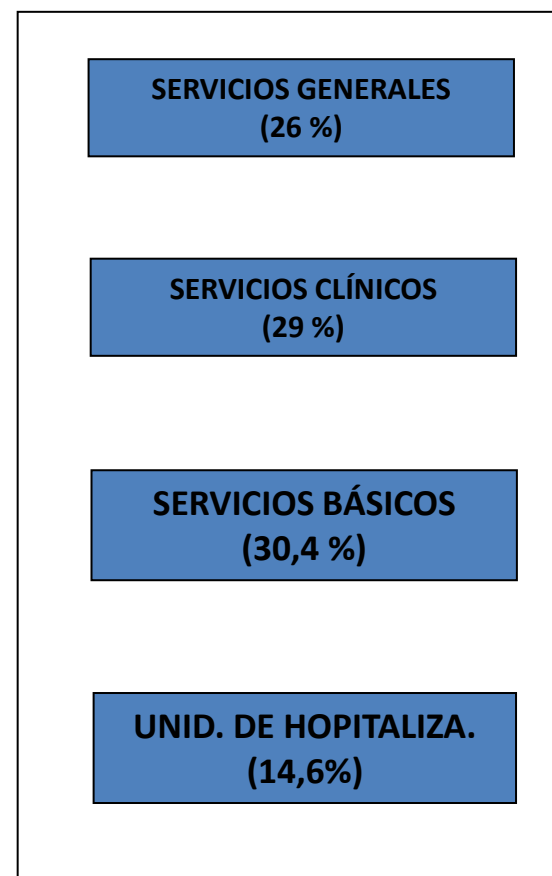 SERVICIOS GENERALES
(26 %)
SERVICIOS CLÍNICOS
(29 %)
SERVICIOS BÁSICOS
(30,4 %)
UNID. DE HOPITALIZA.
(14,6%)